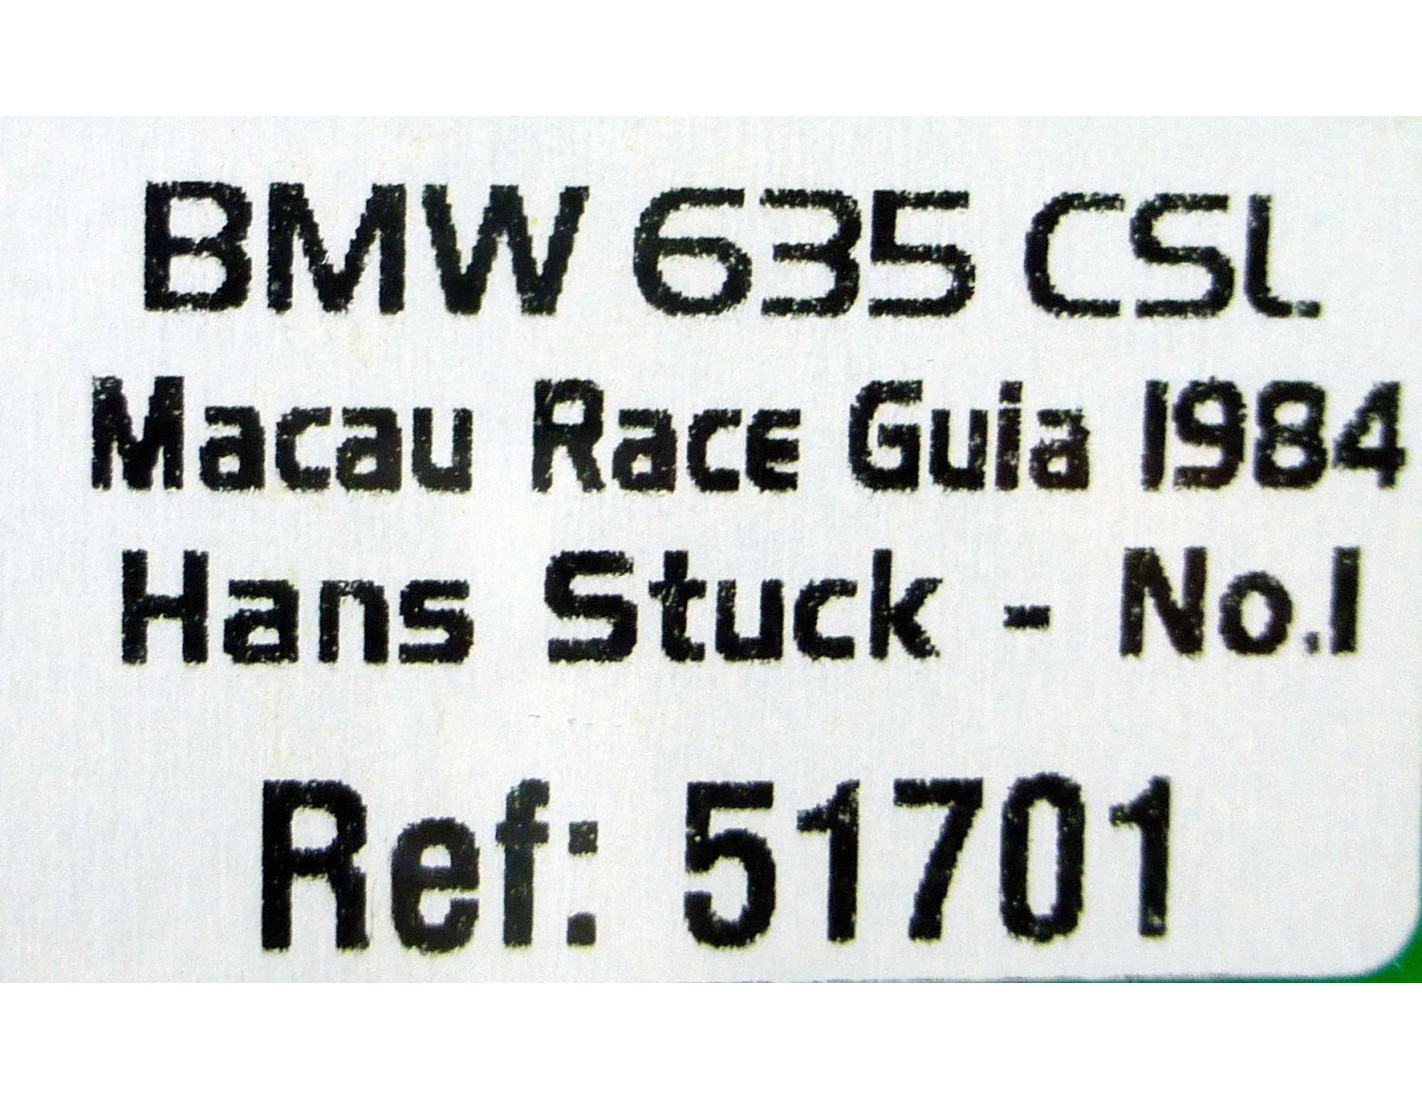 BMW 635 CSL
Macau Race Guia 1984
Hans Stuck - No.1
Ref: 51701